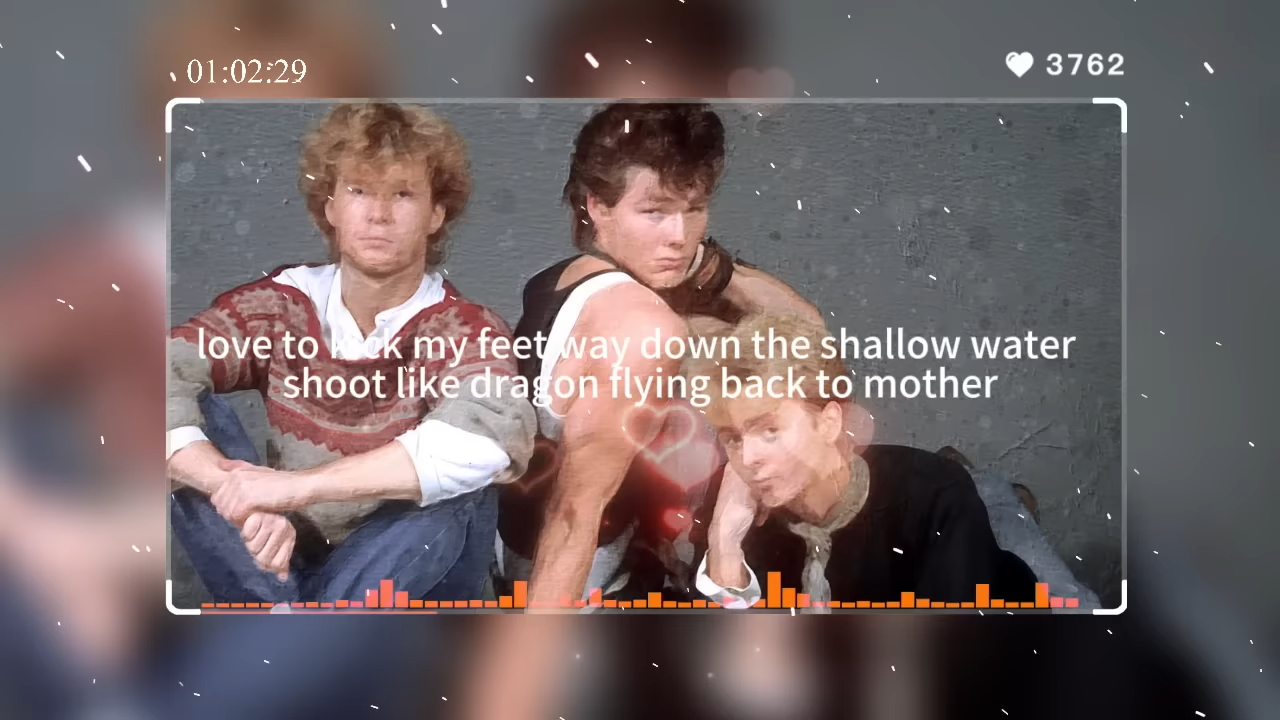 01:02:29
3762
love to kick my feet way down the shallow water
shoot like dragon flying back to mother